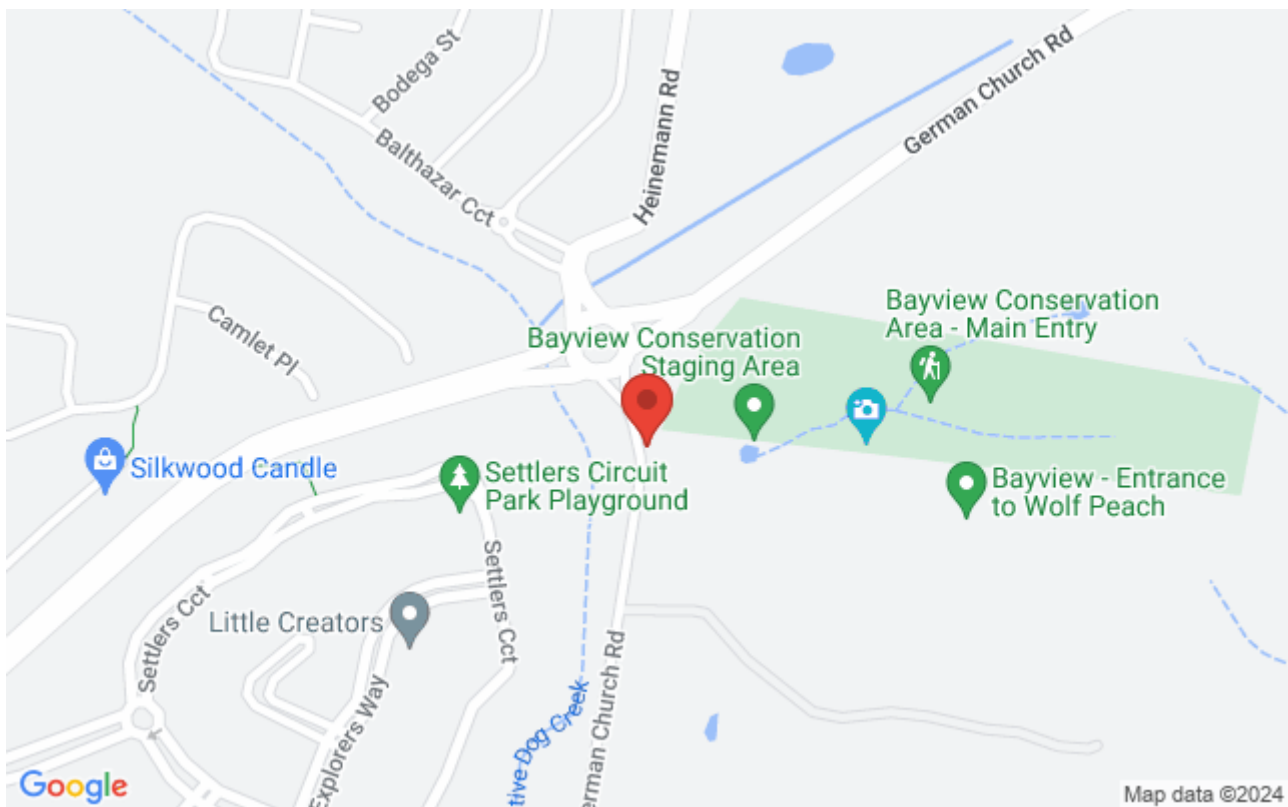 Bodega St
Balthazar Cct
Heinemann Rd
German Church Rd
Camlet Pl
Bayview Conservation
Staging Area
Bayview Conservation
Area - Main Entry
Silkwood Candle
Settlers Circuit
Park Playground
Bayview - Entrance
to Wolf Peach
Settlers Cct
Settlers Cct
Little Creators
Explorers Way
tive Dog Creek
erman Church Rd
Google
Map data ©2024